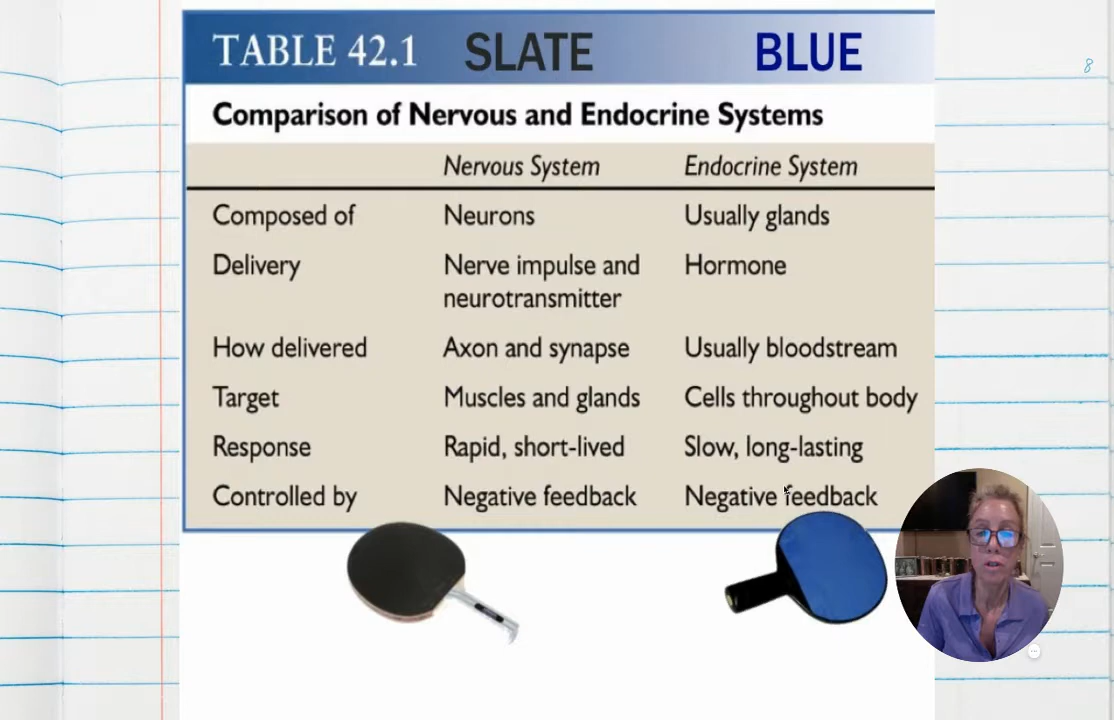 TABLE 42.1 SLATE BLUE
8
Comparison of Nervous and Endocrine Systems
Nervous System Endocrine System
Composed of Neurons Usually glands
Delivery Nerve impulse and Hormone
neurotransmitter
How delivered Axon and synapse Usually bloodstream
Target Muscles and glands Cells throughout body
Response Rapid, short-lived Slow, long-lasting
Controlled by Negative feedback Negative feedback